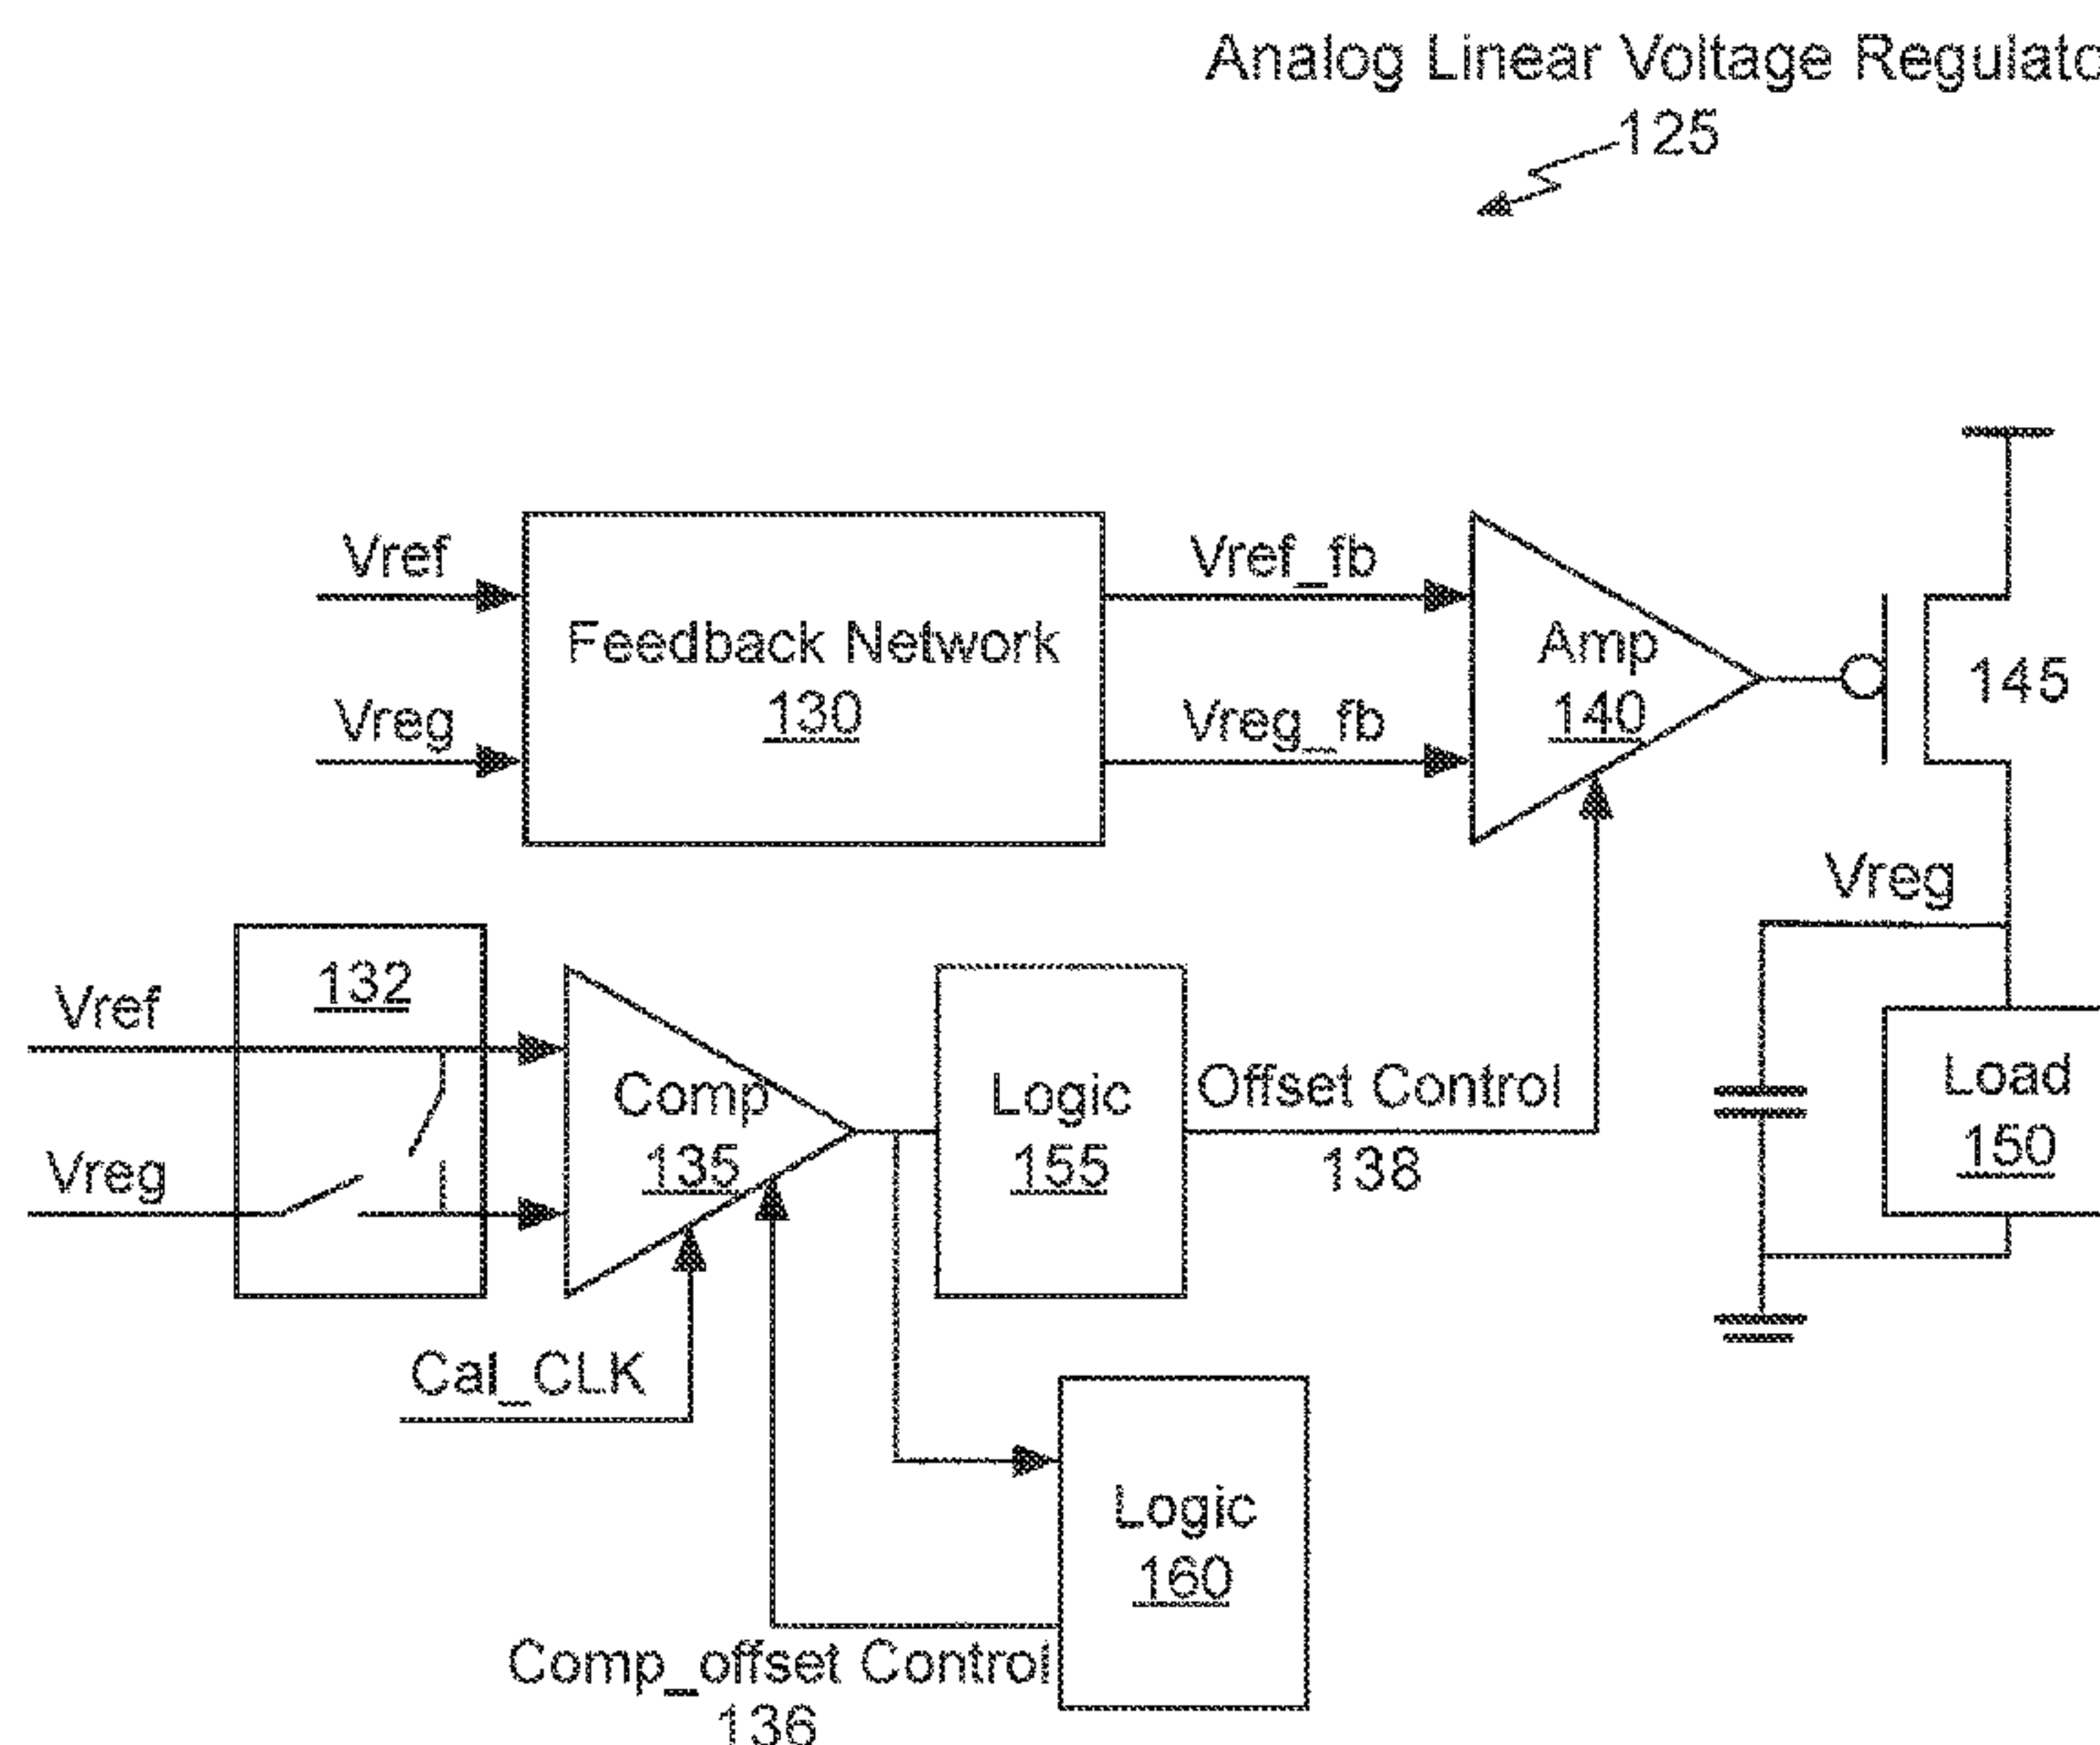 Analog Linear Voltage Regulato
125
Vref
Vreg
Feedback Network
130
Vref_fb
Vreg_fb
Amp
140
145
Vreg
132
Vref
Vreg
Comp
135
Logic
155
Offset Control
138
Load
150
Cal_CLK
Logic
160
Comp_offset Control
136